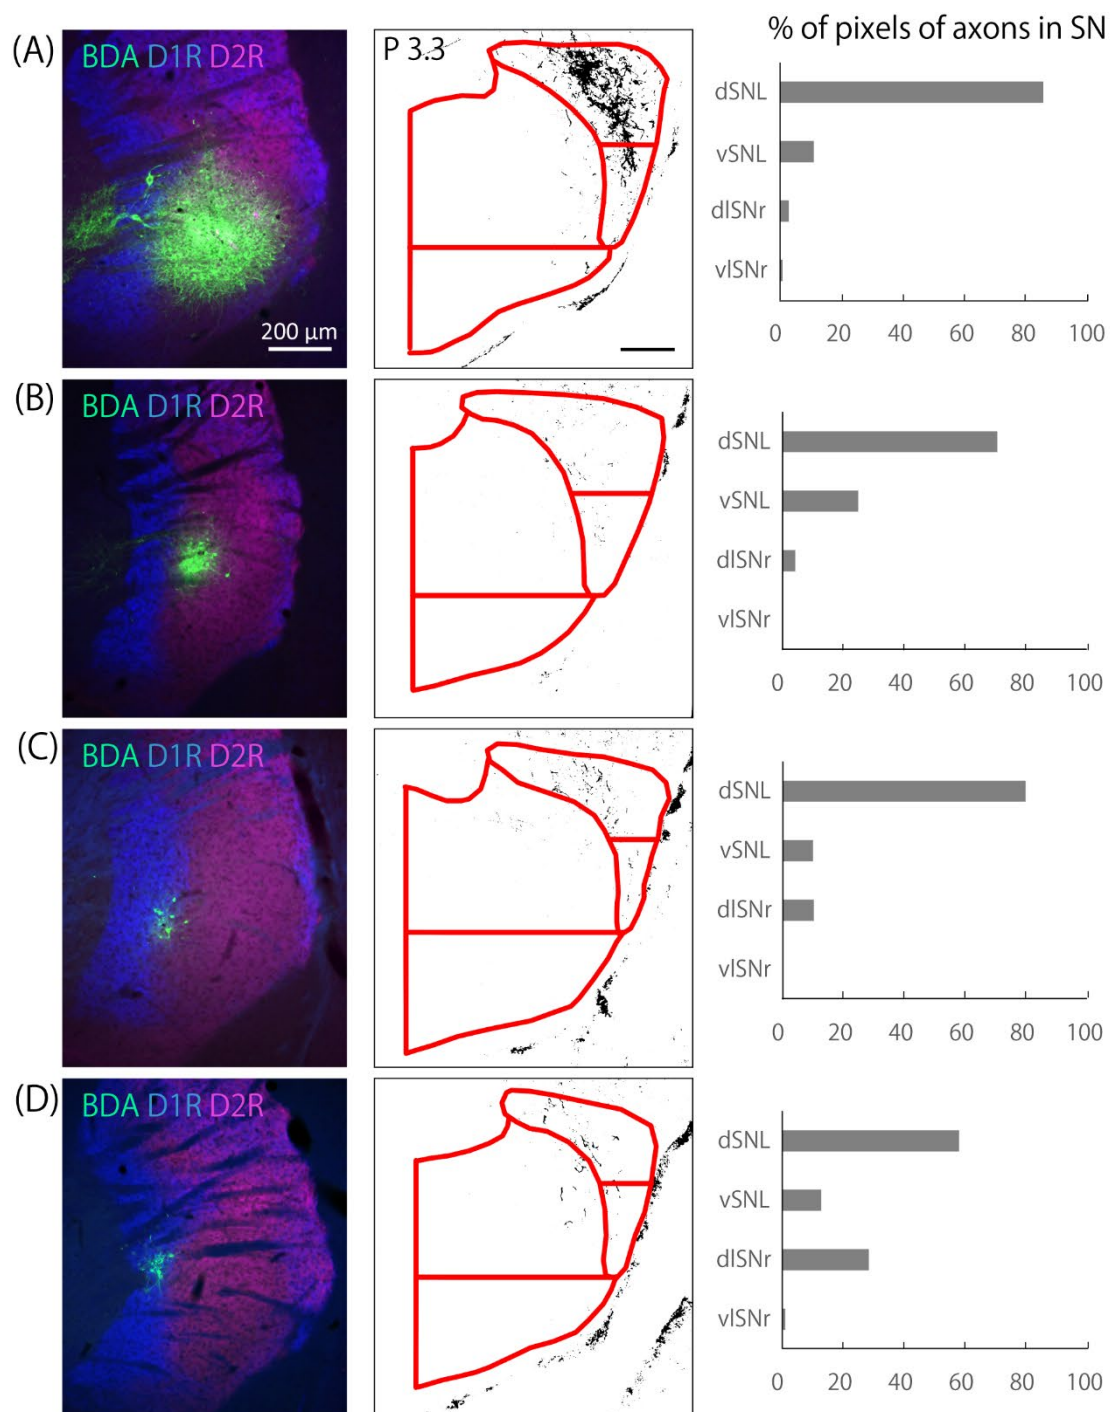 % of pixels of axons in SN
(A)
BDA D1R D2R
200 μm
P 3.3
dSNL
vSNL
dlSNr
vlSNr
0 20 40 60 80 100
(B)
BDA D1R D2R
dSNL
vSNL
dlSNr
vlSNr
0 20 40 60 80 100
(C)
BDA D1R D2R
dSNL
vSNL
dlSNr
vlSNr
0 20 40 60 80 100
(D)
BDA D1R D2R
dSNL
vSNL
dlSNr
vlSNr
0 20 40 60 80 100